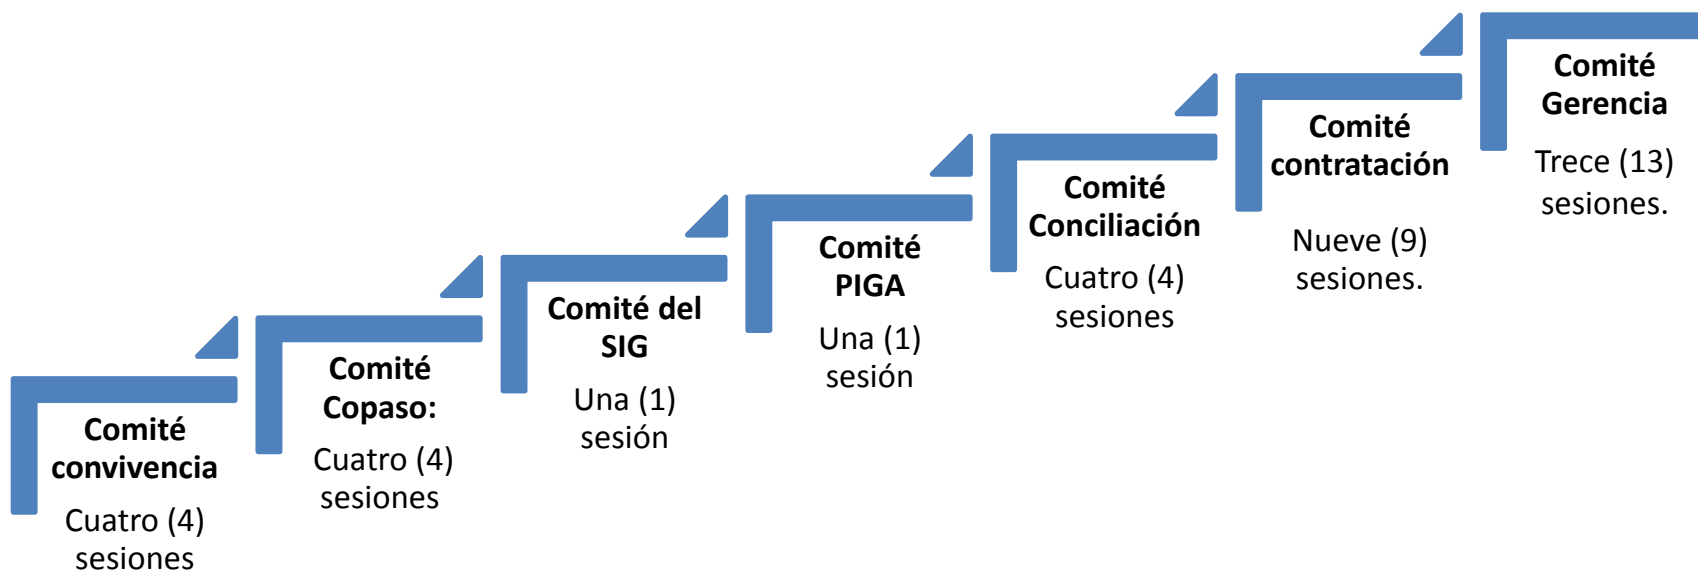 Comité
convivencia
Cuatro (4)
sesiones
Comité
Copaso:
Cuatro (4)
sesiones
Comité del
SIG
Una (1)
sesión
Comité
PIGA
Una (1)
sesión
Comité
Conciliación
Cuatro (4)
sesiones
Comité
contratación
Nueve (9)
sesiones.
Comité
Gerencia
Trece (13)
sesiones.